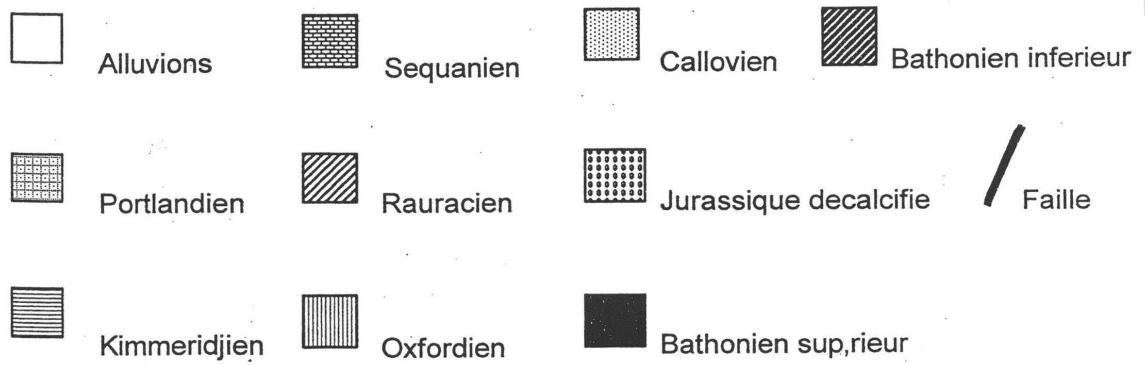 Alluvions
Sequanien
Callovien
Bathonien inferieur
Portlandien
Rauracien
Jurassique decalcifie
Faille
Kimmeridjien
Oxfordien
Bathonien sup,rieur